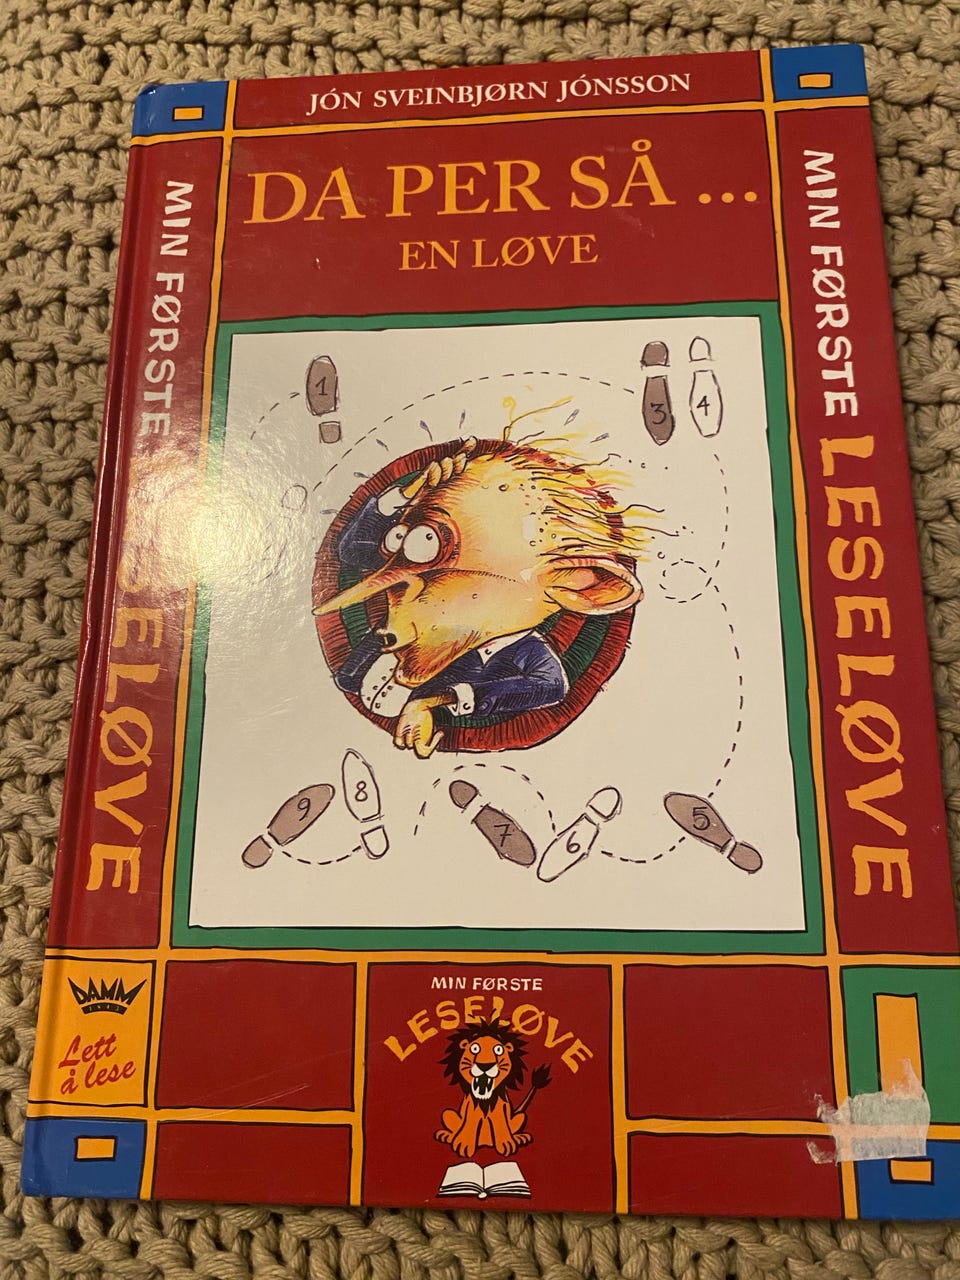 JÓN SVEINBJØRN JÓNSSON
DA PER SÅ ...
EN LØVE
MIN FØRSTE LESELØVE
MIN FØRSTE LESELØVE
1
3
4
9
8
7
6
5
DAMM
Lett
å lese
MIN FØRSTE
LESELØVE